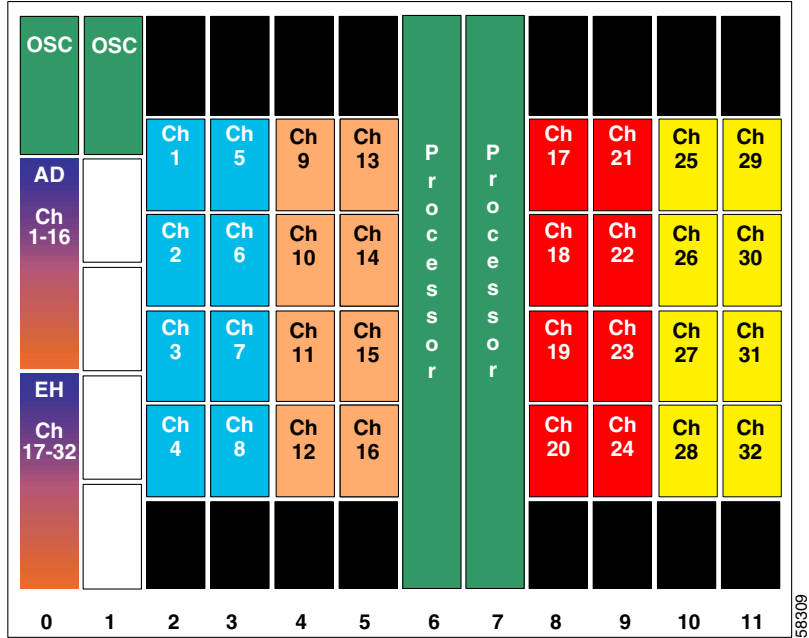 OSC
OSC
AD
Ch
1-16
EH
Ch
17-32
Ch
1
Ch
5
Ch
9
Ch
13
Ch
2
Ch
6
Ch
10
Ch
14
Ch
3
Ch
7
Ch
11
Ch
15
Ch
4
Ch
8
Ch
12
Ch
16
Processor
Processor
Ch
17
Ch
21
Ch
25
Ch
29
Ch
18
Ch
22
Ch
26
Ch
30
Ch
19
Ch
23
Ch
27
Ch
31
Ch
20
Ch
24
Ch
28
Ch
32
0 1 2 3 4 5 6 7 8 9 10 11
58309